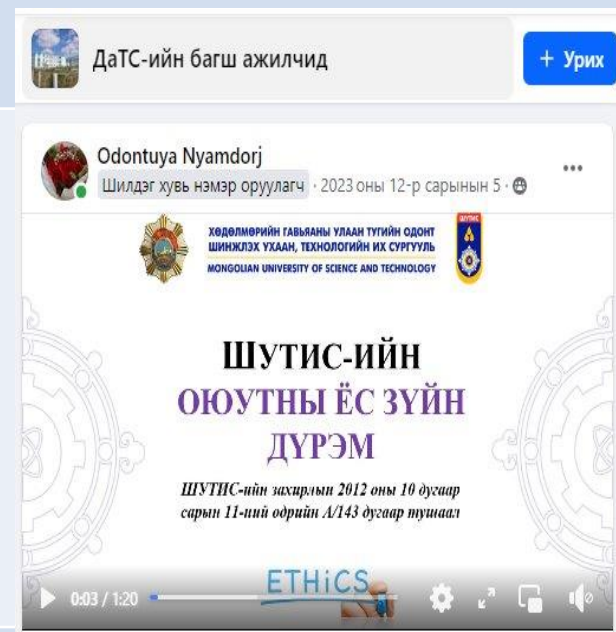 ДаТС-ийн багш ажилчид
+ Урих
Odontuya Nyamdorj
Шилдэг хувь нэмэр оруулагч · 2023 оны 12-р сарынын 5 ·
ХӨДӨЛМӨРИЙН ГАВЬЯАНЫ УЛААН ТУГИЙН ОДОНТ
ШИНЖЛЭХ УХААН, ТЕХНОЛОГИЙН ИХ СУРГУУЛЬ
MONGOLIAN UNIVERSITY OF SCIENCE AND TECHNOLOGY
ШУТИС
ШУТИС-ИЙН
ОЮУТНЫ ЁС ЗҮЙН
ДҮРЭМ
ШУТИС-ийн захирлын 2012 оны 10 дугаар
сарын 11-ний өдрийн А/143 дугаар тушаал
ETHiCS
0:03 / 1:20